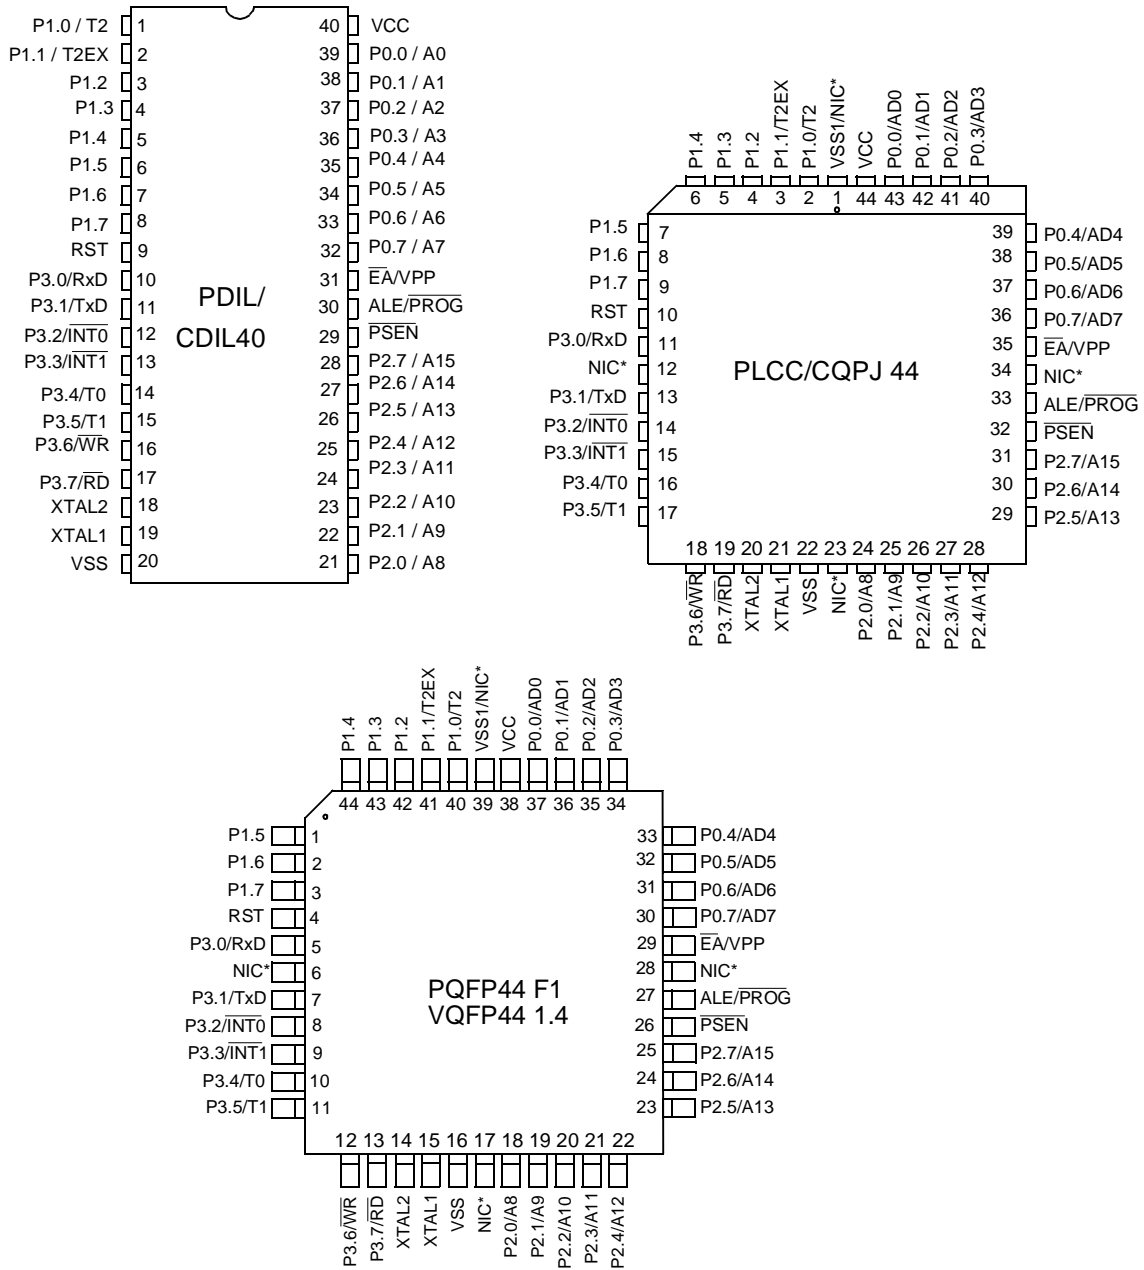 P1.0 / T2 1 40 VCC
P1.1 / T2EX 2 39 P0.0 / A0
P1.2 3 38 P0.1 / A1
P1.3 4 37 P0.2 / A2
P1.4 5 36 P0.3 / A3
P1.5 6 35 P0.4 / A4
P1.6 7 34 P0.5 / A5
P1.7 8 33 P0.6 / A6
RST 9 32 P0.7 / A7
P3.0/RxD 10 31 EA/VPP
P3.1/TxD 11 30 ALE/PROG
P3.2/INT0 12 29 PSEN
P3.3/INT1 13 28 P2.7 / A15
P3.4/T0 14 27 P2.6 / A14
P3.5/T1 15 26 P2.5 / A13
P3.6/WR 16 25 P2.4 / A12
P3.7/RD 17 24 P2.3 / A11
XTAL2 18 23 P2.2 / A10
XTAL1 19 22 P2.1 / A9
VSS 20 21 P2.0 / A8
PDIL/
CDIL40
P1.4 P1.3 P1.2 P1.1/T2EX P1.0/T2 VSS1/NIC* VCC P0.0/AD0 P0.1/AD1 P0.2/AD2 P0.3/AD3
6 5 4 3 2 1 44 43 42 41 40
P1.5 7 39 P0.4/AD4
P1.6 8 38 P0.5/AD5
P1.7 9 37 P0.6/AD6
RST 10 36 P0.7/AD7
P3.0/RxD 11 35 EA/VPP
NIC* 12 34 NIC*
P3.1/TxD 13 33 ALE/PROG
P3.2/INT0 14 32 PSEN
P3.3/INT1 15 31 P2.7/A15
P3.4/T0 16 30 P2.6/A14
P3.5/T1 17 29 P2.5/A13
PLCC/CQPJ 44
18 19 20 21 22 23 24 25 26 27 28
P3.6/WR P3.7/RD XTAL2 XTAL1 VSS NIC* P2.0/A8 P2.1/A9 P2.2/A10 P2.3/A11 P2.4/A12
P1.4 P1.3 P1.2 P1.1/T2EX P1.0/T2 VSS1/NIC* VCC P0.0/AD0 P0.1/AD1 P0.2/AD2 P0.3/AD3
44 43 42 41 40 39 38 37 36 35 34
P1.5 1 33 P0.4/AD4
P1.6 2 32 P0.5/AD5
P1.7 3 31 P0.6/AD6
RST 4 30 P0.7/AD7
P3.0/RxD 5 29 EA/VPP
NIC* 6 28 NIC*
P3.1/TxD 7 27 ALE/PROG
P3.2/INT0 8 26 PSEN
P3.3/INT1 9 25 P2.7/A15
P3.4/T0 10 24 P2.6/A14
P3.5/T1 11 23 P2.5/A13
PQFP44 F1
VQFP44 1.4
12 13 14 15 16 17 18 19 20 21 22
P3.6/WR P3.7/RD XTAL2 XTAL1 VSS NIC* P2.0/A8 P2.1/A9 P2.2/A10 P2.3/A11 P2.4/A12